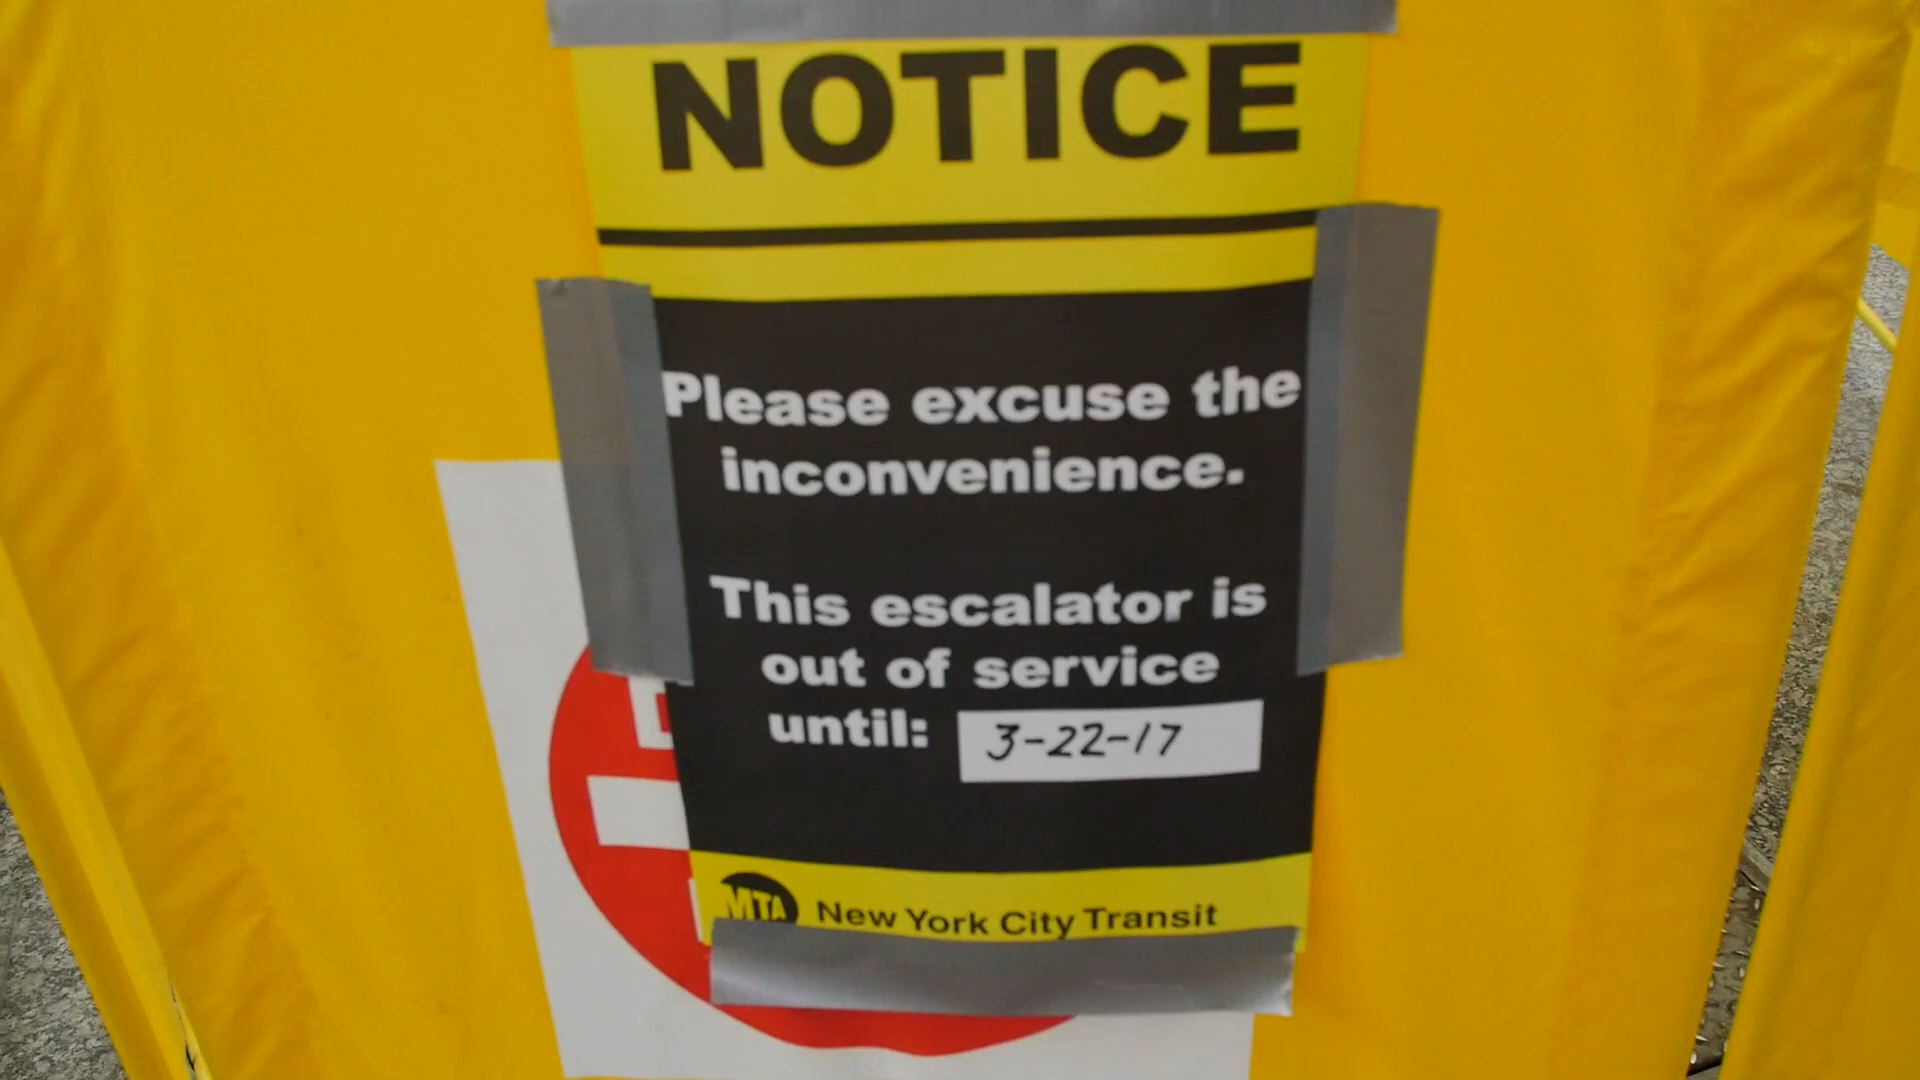 NOTICE
Please excuse the
inconvenience.
This escalator is
out of service
until: 3-22-17
MTA New York City Transit